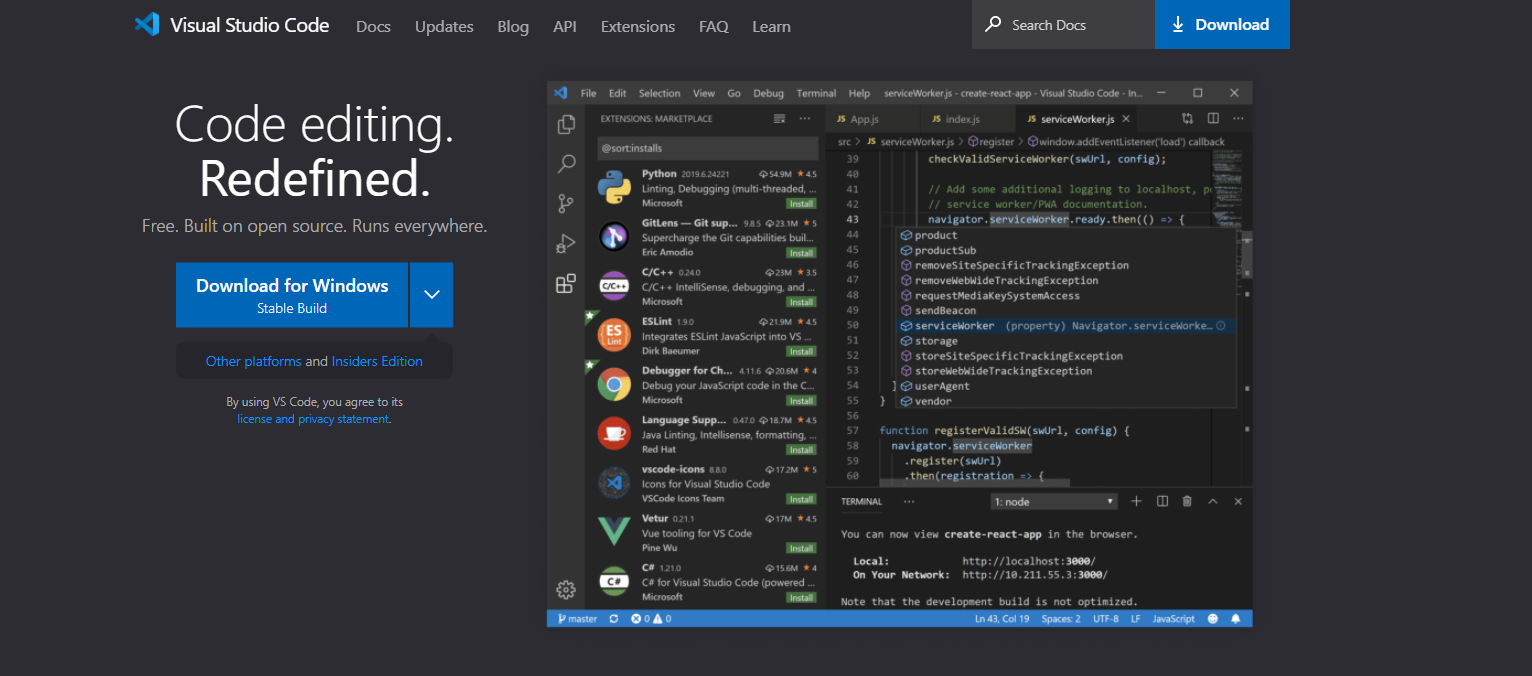 Visual Studio Code Docs Updates Blog API Extensions FAQ Learn Search Docs Download
Code editing.
Redefined.
Free. Built on open source. Runs everywhere.
Download for Windows
Stable Build
Other platforms and Insiders Edition
By using VS Code, you agree to its
license and privacy statement.
File Edit Selection View Go Debug Terminal Help serviceWorker.js - create-react-app - Visual Studio Code - In...
EXTENSIONS: MARKETPLACE
@sort:installs
Python 2019.6.24221 54.9M 4.5
Linting, Debugging (multi-threaded, ...
Microsoft Install
GitLens — Git sup... 9.8.5 23.1M 5
Supercharge the Git capabilities buil...
Eric Amodio Install
C/C++
C/C++ 0.24.0 23M 3.5
C/C++ IntelliSense, debugging, and ...
Microsoft Install
ES
Lint
ESLint 1.9.0 21.9M 4.5
Integrates ESLint JavaScript into VS ...
Dirk Baeumer Install
Debugger for Ch... 4.11.6 20.6M 4
Debug your JavaScript code in the C...
Microsoft Install
Language Supp... 0.47.0 18.7M 4.5
Java Linting, Intellisense, formatting, ...
Red Hat Install
vscode-icons 8.8.0 17.2M 5
Icons for Visual Studio Code
VSCode Icons Team Install
Vetur 0.21.1 17M 4.5
Vue tooling for VS Code
Pine Wu Install
C#
C# 1.21.0 15.6M 4
C# for Visual Studio Code (powered ...
Microsoft Install
JS App.js JS index.js JS serviceWorker.js
src > JS serviceWorker.js > register > window.addEventListener('load') callback
39 checkValidServiceWorker(swUrl, config);
40
41 // Add some additional logging to localhost, po
42 // service worker/PWA documentation.
43 navigator.serviceWorker.ready.then(() => {
44 product
45 productSub
46 removeSiteSpecificTrackingException
47 removeWebWideTrackingException
48 requestMediaKeySystemAccess
49 sendBeacon
50 serviceWorker (property) Navigator.serviceWorke...
51 storage
52 storeSiteSpecificTrackingException
53 storeWebWideTrackingException
54 } userAgent
55 } vendor
56
57 function registerValidSW(swUrl, config) {
58 navigator.serviceWorker
59 .register(swUrl)
60 .then(registration => {
TERMINAL ... 1: node
You can now view create-react-app in the browser.
Local: http://localhost:3000/
On Your Network: http://10.211.55.3:3000/
Note that the development build is not optimized.
master 0 0 Ln 43, Col 19 Spaces: 2 UTF-8 LF JavaScript